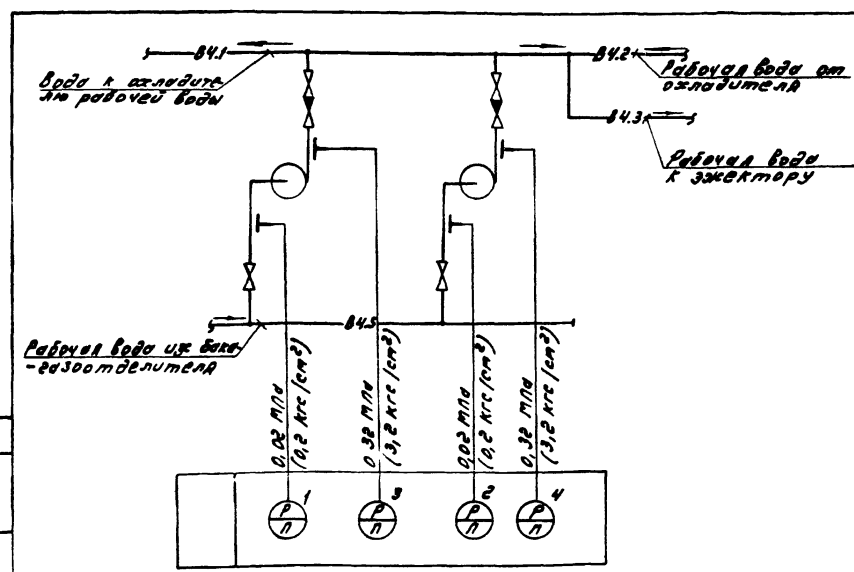 В4.1
В4.2
Вода к охладите-
лю рабочей воды
Рабочая вода от
охладителя
В4.3
Рабочая вода
к эжектору
В4.5
Рабочая вода из бака-
-газоотделителя
0,02 МПа
(0,2 кгс/см²)
0,32 МПа
(3,2 кгс/см²)
0,02 МПа
(0,2 кгс/см²)
0,32 МПа
(3,2 кгс/см²)
1
3
2
4
Р
Р
Р
Р
П
П
П
П